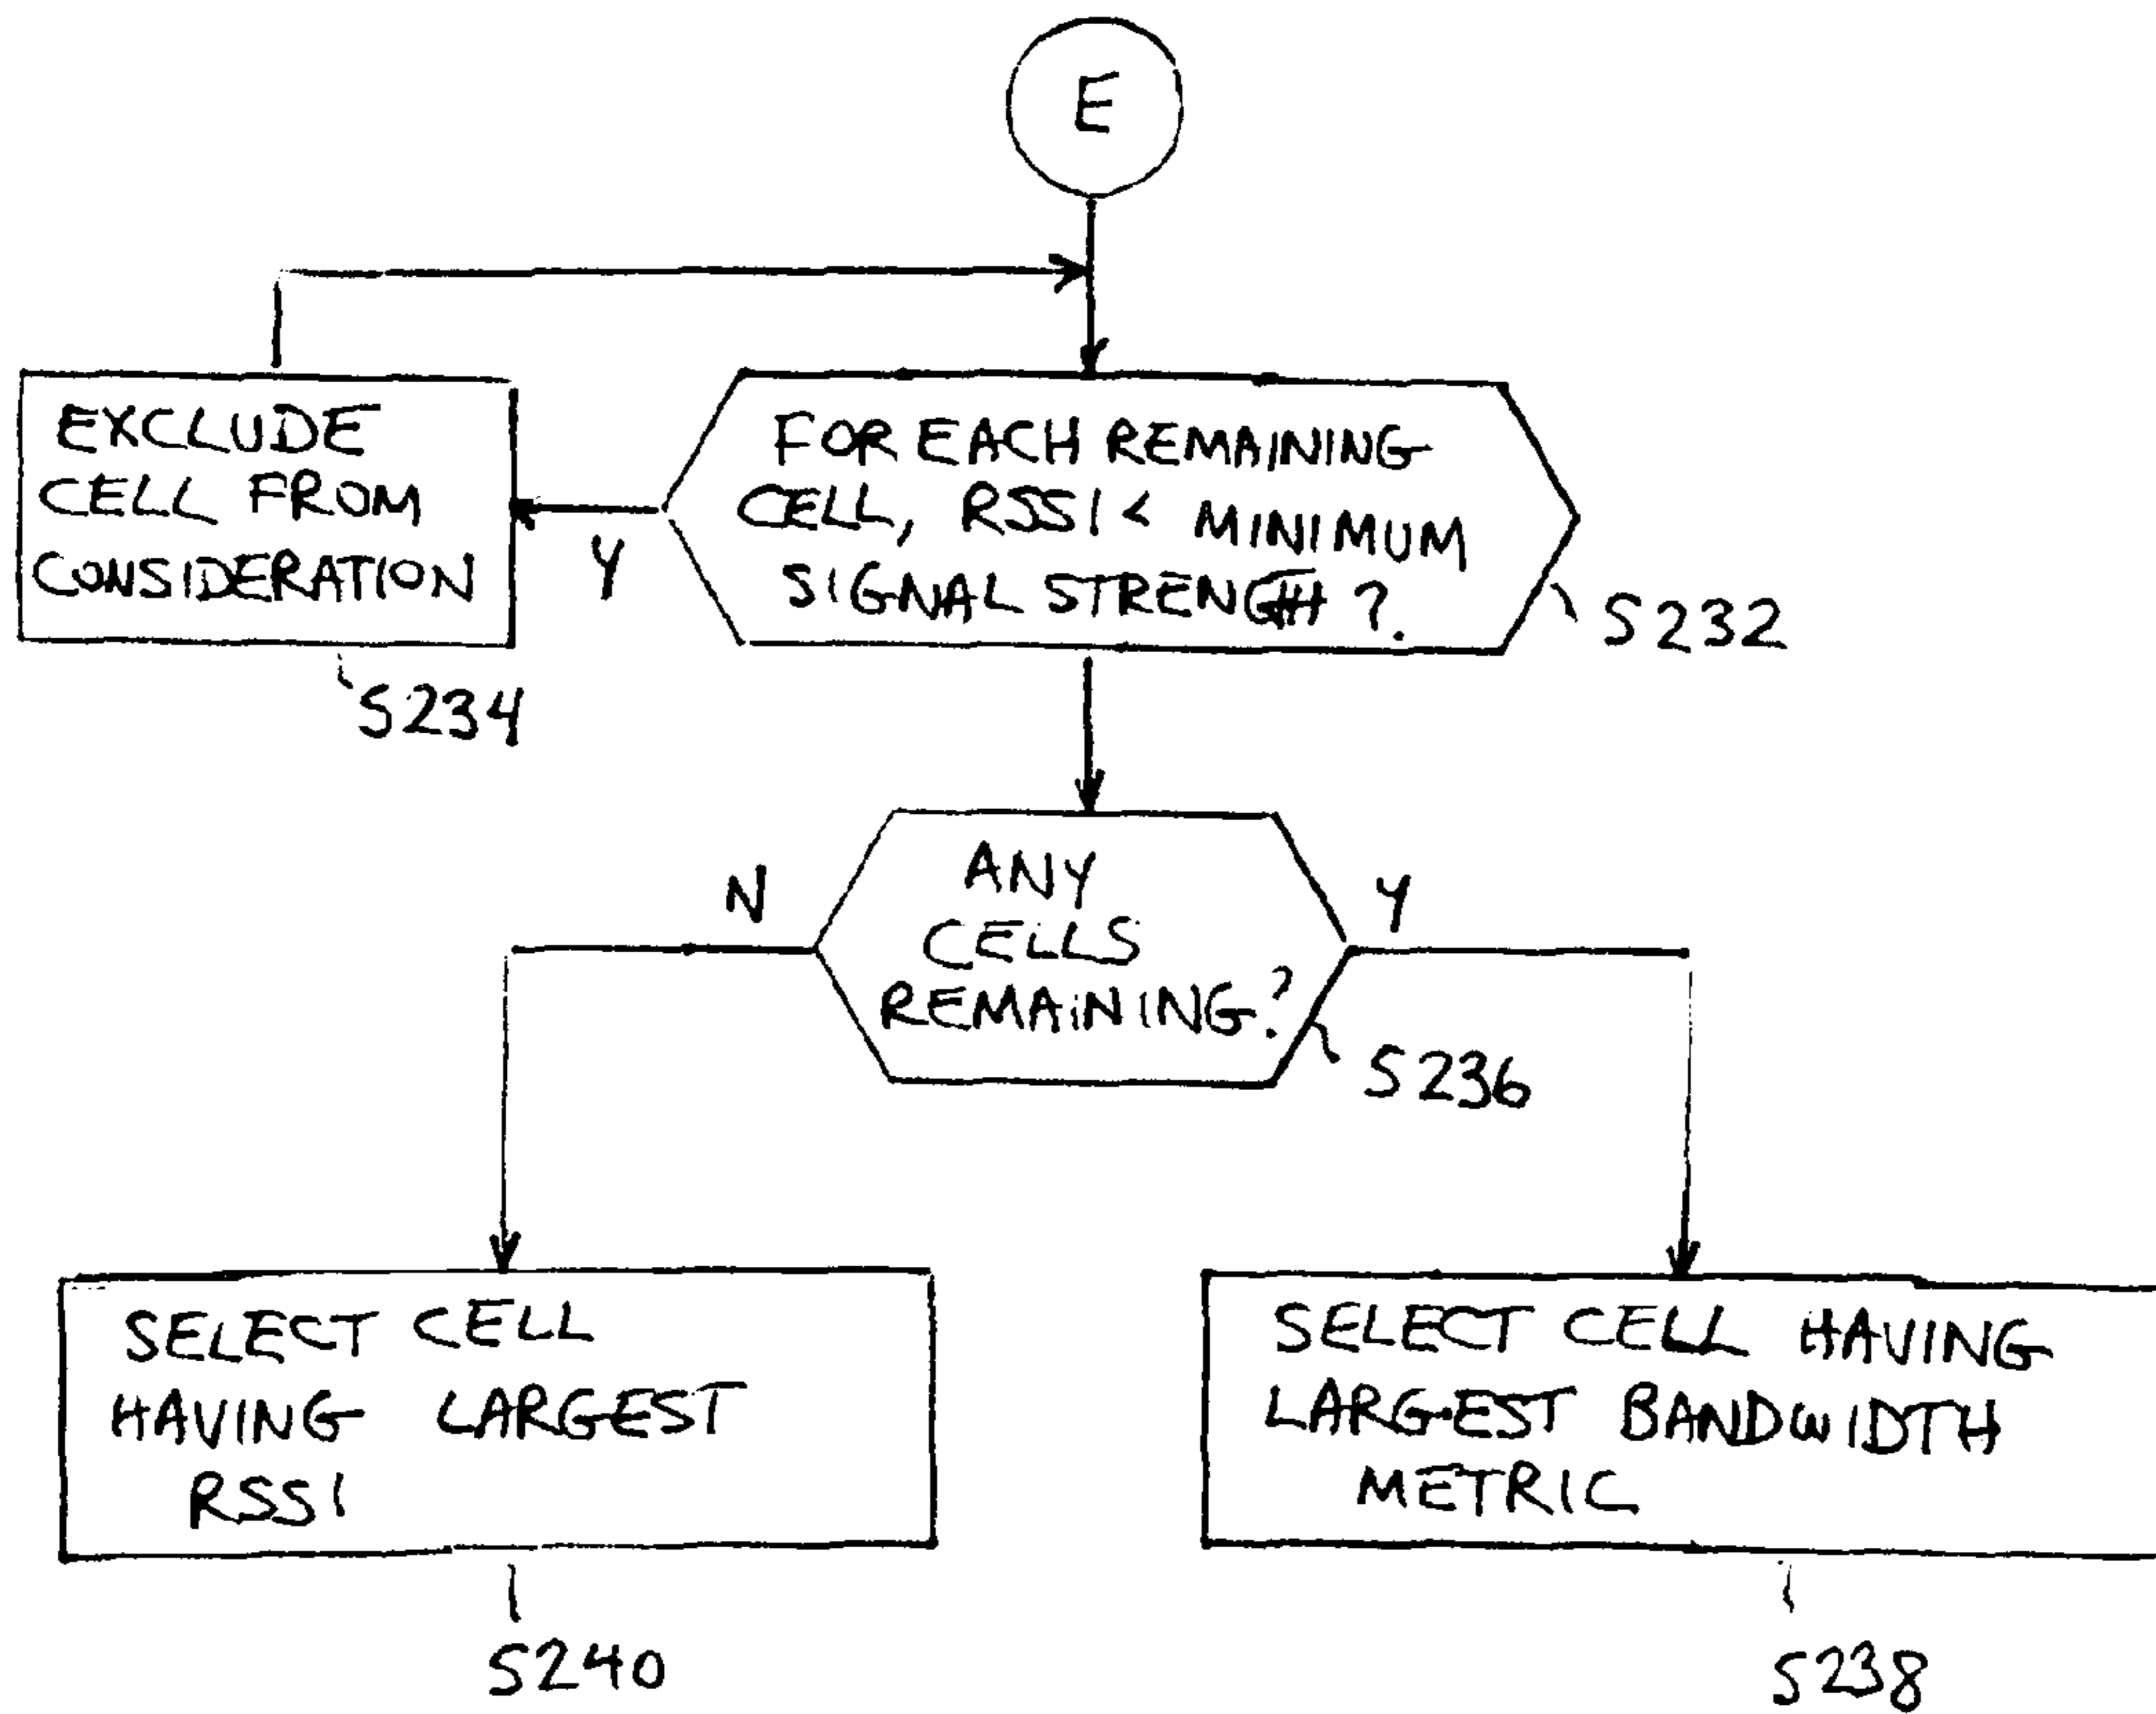 E
EXCLUDE
CELL FROM
CONSIDERATION
S234
Y
FOR EACH REMAINING
CELL, RSSI < MINIMUM
SIGNAL STRENGTH?
S232
N
ANY
CELLS
REMAINING?
Y
S236
SELECT CELL
HAVING LARGEST
RSSI
S240
SELECT CELL HAVING
LARGEST BANDWIDTH
METRIC
S238